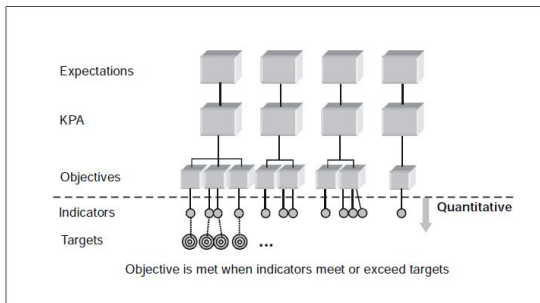 Expectations
KPA
Objectives
Indicators
Quantitative
Targets
...
Objective is met when indicators meet or exceed targets